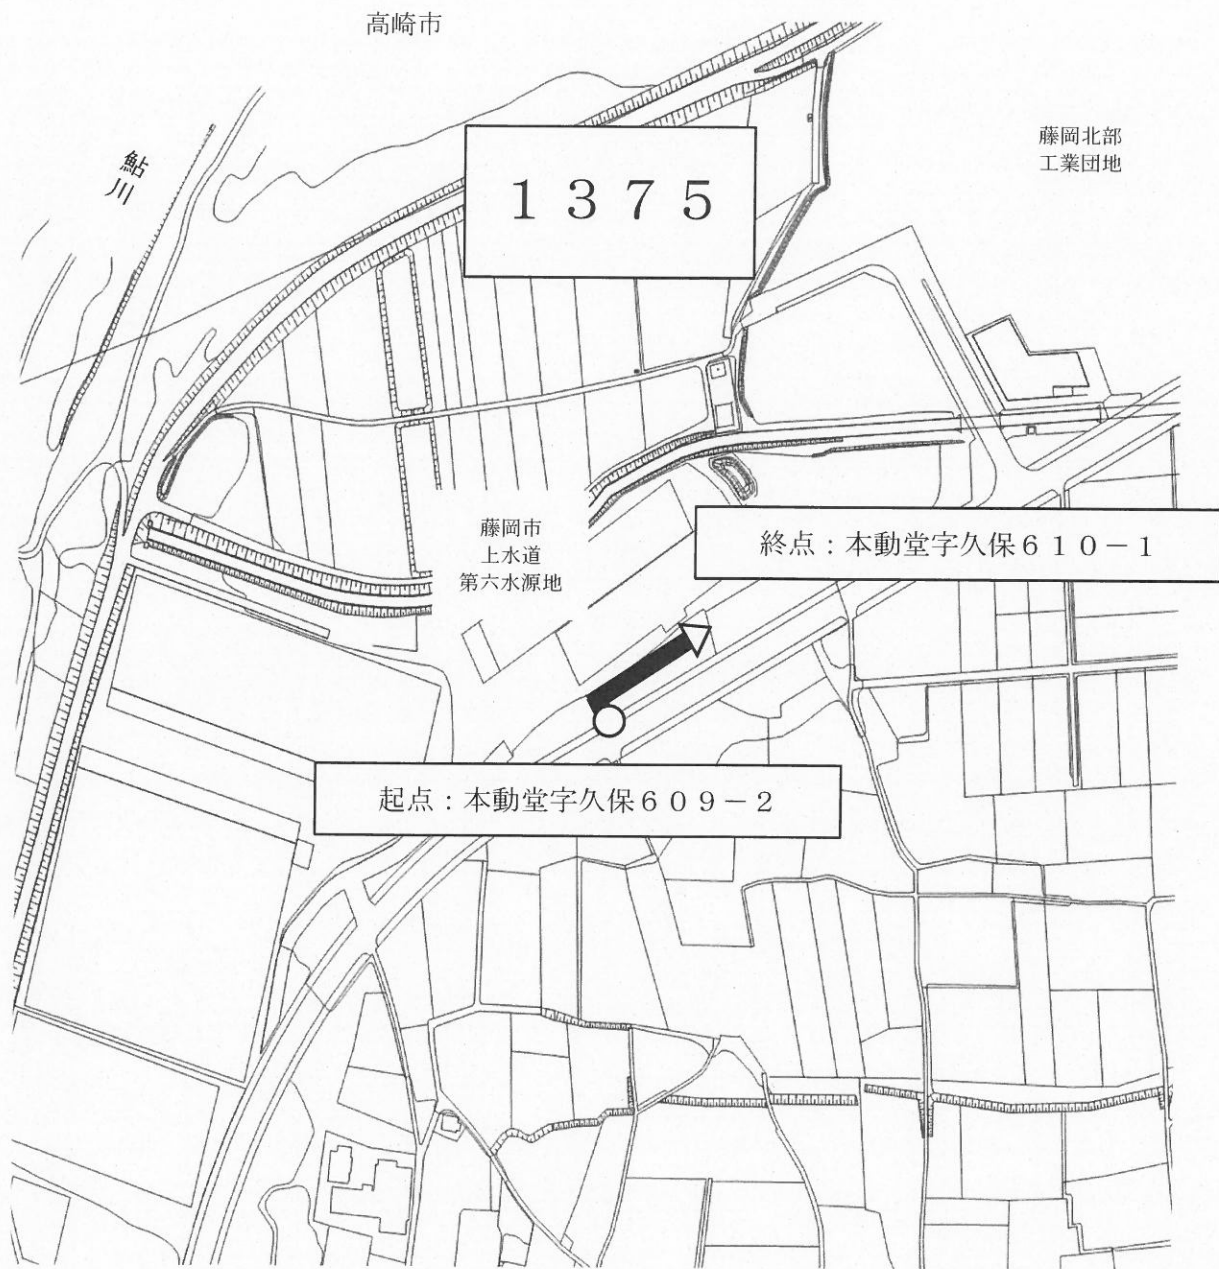 高崎市
藤岡北部
工業団地
鮎川
１３７５
藤岡市
上水道
第六水源地
終点：本動堂字久保６１０－１
起点：本動堂字久保６０９－２